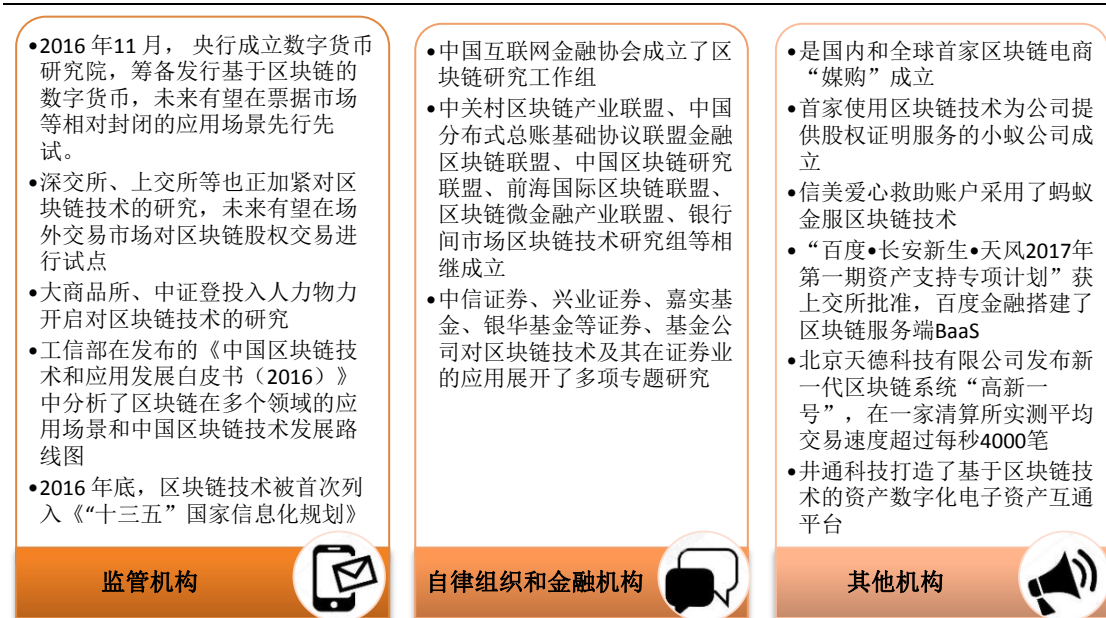 •2016 年11 月， 央行成立数字货币
研究院，筹备发行基于区块链的
数字货币，未来有望在票据市场
等相对封闭的应用场景先行先
试。
•深交所、上交所等也正加紧对区
块链技术的研究，未来有望在场
外交易市场对区块链股权交易进
行试点
•大商品所、中证登投入人力物力
开启对区块链技术的研究
•工信部在发布的《中国区块链技
术和应用发展白皮书（2016）》
中分析了区块链在多个领域的应
用场景和中国区块链技术发展路
线图
•2016 年底，区块链技术被首次列
入《“十三五”国家信息化规划》
监管机构
•中国互联网金融协会成立了区
块链研究工作组
•中关村区块链产业联盟、中国
分布式总账基础协议联盟金融
区块链联盟、中国区块链研究
联盟、前海国际区块链联盟、
区块链微金融产业联盟、银行
间市场区块链技术研究组等相
继成立
•中信证券、兴业证券、嘉实基
金、银华基金等证券、基金公
司对区块链技术及其在证券业
的应用展开了多项专题研究
自律组织和金融机构
•是国内和全球首家区块链电商
“媒购”成立
•首家使用区块链技术为公司提
供股权证明服务的小蚁公司成
立
•信美爱心救助账户采用了蚂蚁
金服区块链技术
•“百度•长安新生•天风2017年
第一期资产支持专项计划”获
上交所批准，百度金融搭建了
区块链服务端BaaS
•北京天德科技有限公司发布新
一代区块链系统“高新一
号”，在一家清算所实测平均
交易速度超过每秒4000笔
•井通科技打造了基于区块链技
术的资产数字化电子资产互通
平台
其他机构